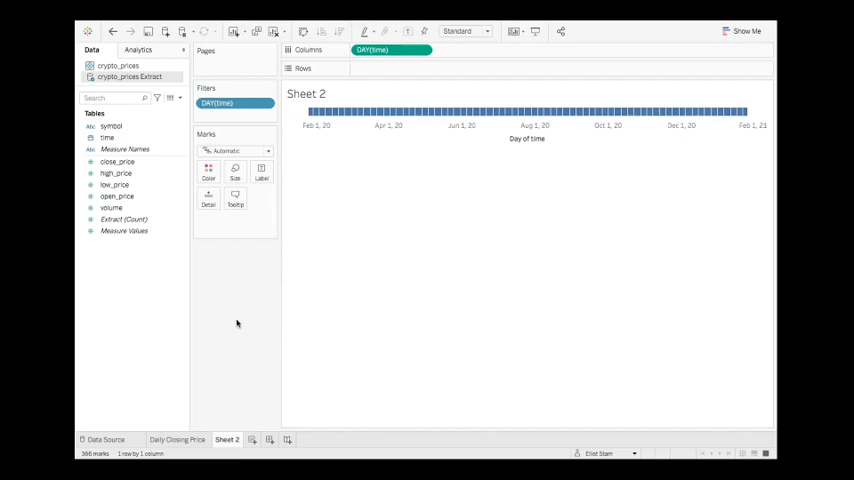 Standard
Show Me
Data
Analytics
Pages
Columns
DAY(time)
Rows
crypto_prices
crypto_prices Extract
Search
Tables
Abc symbol
time
Abc Measure Names
close_price
high_price
low_price
open_price
volume
Extract (Count)
Measure Values
Filters
DAY(time)
Marks
Automatic
Color
Size
Label
Detail
Tooltip
Sheet 2
Feb 1, 20
Apr 1, 20
Jun 1, 20
Aug 1, 20
Oct 1, 20
Dec 1, 20
Feb 1, 21
Day of time
Data Source
Daily Closing Price
Sheet 2
366 marks
1 row by 1 column
Eliot Stam